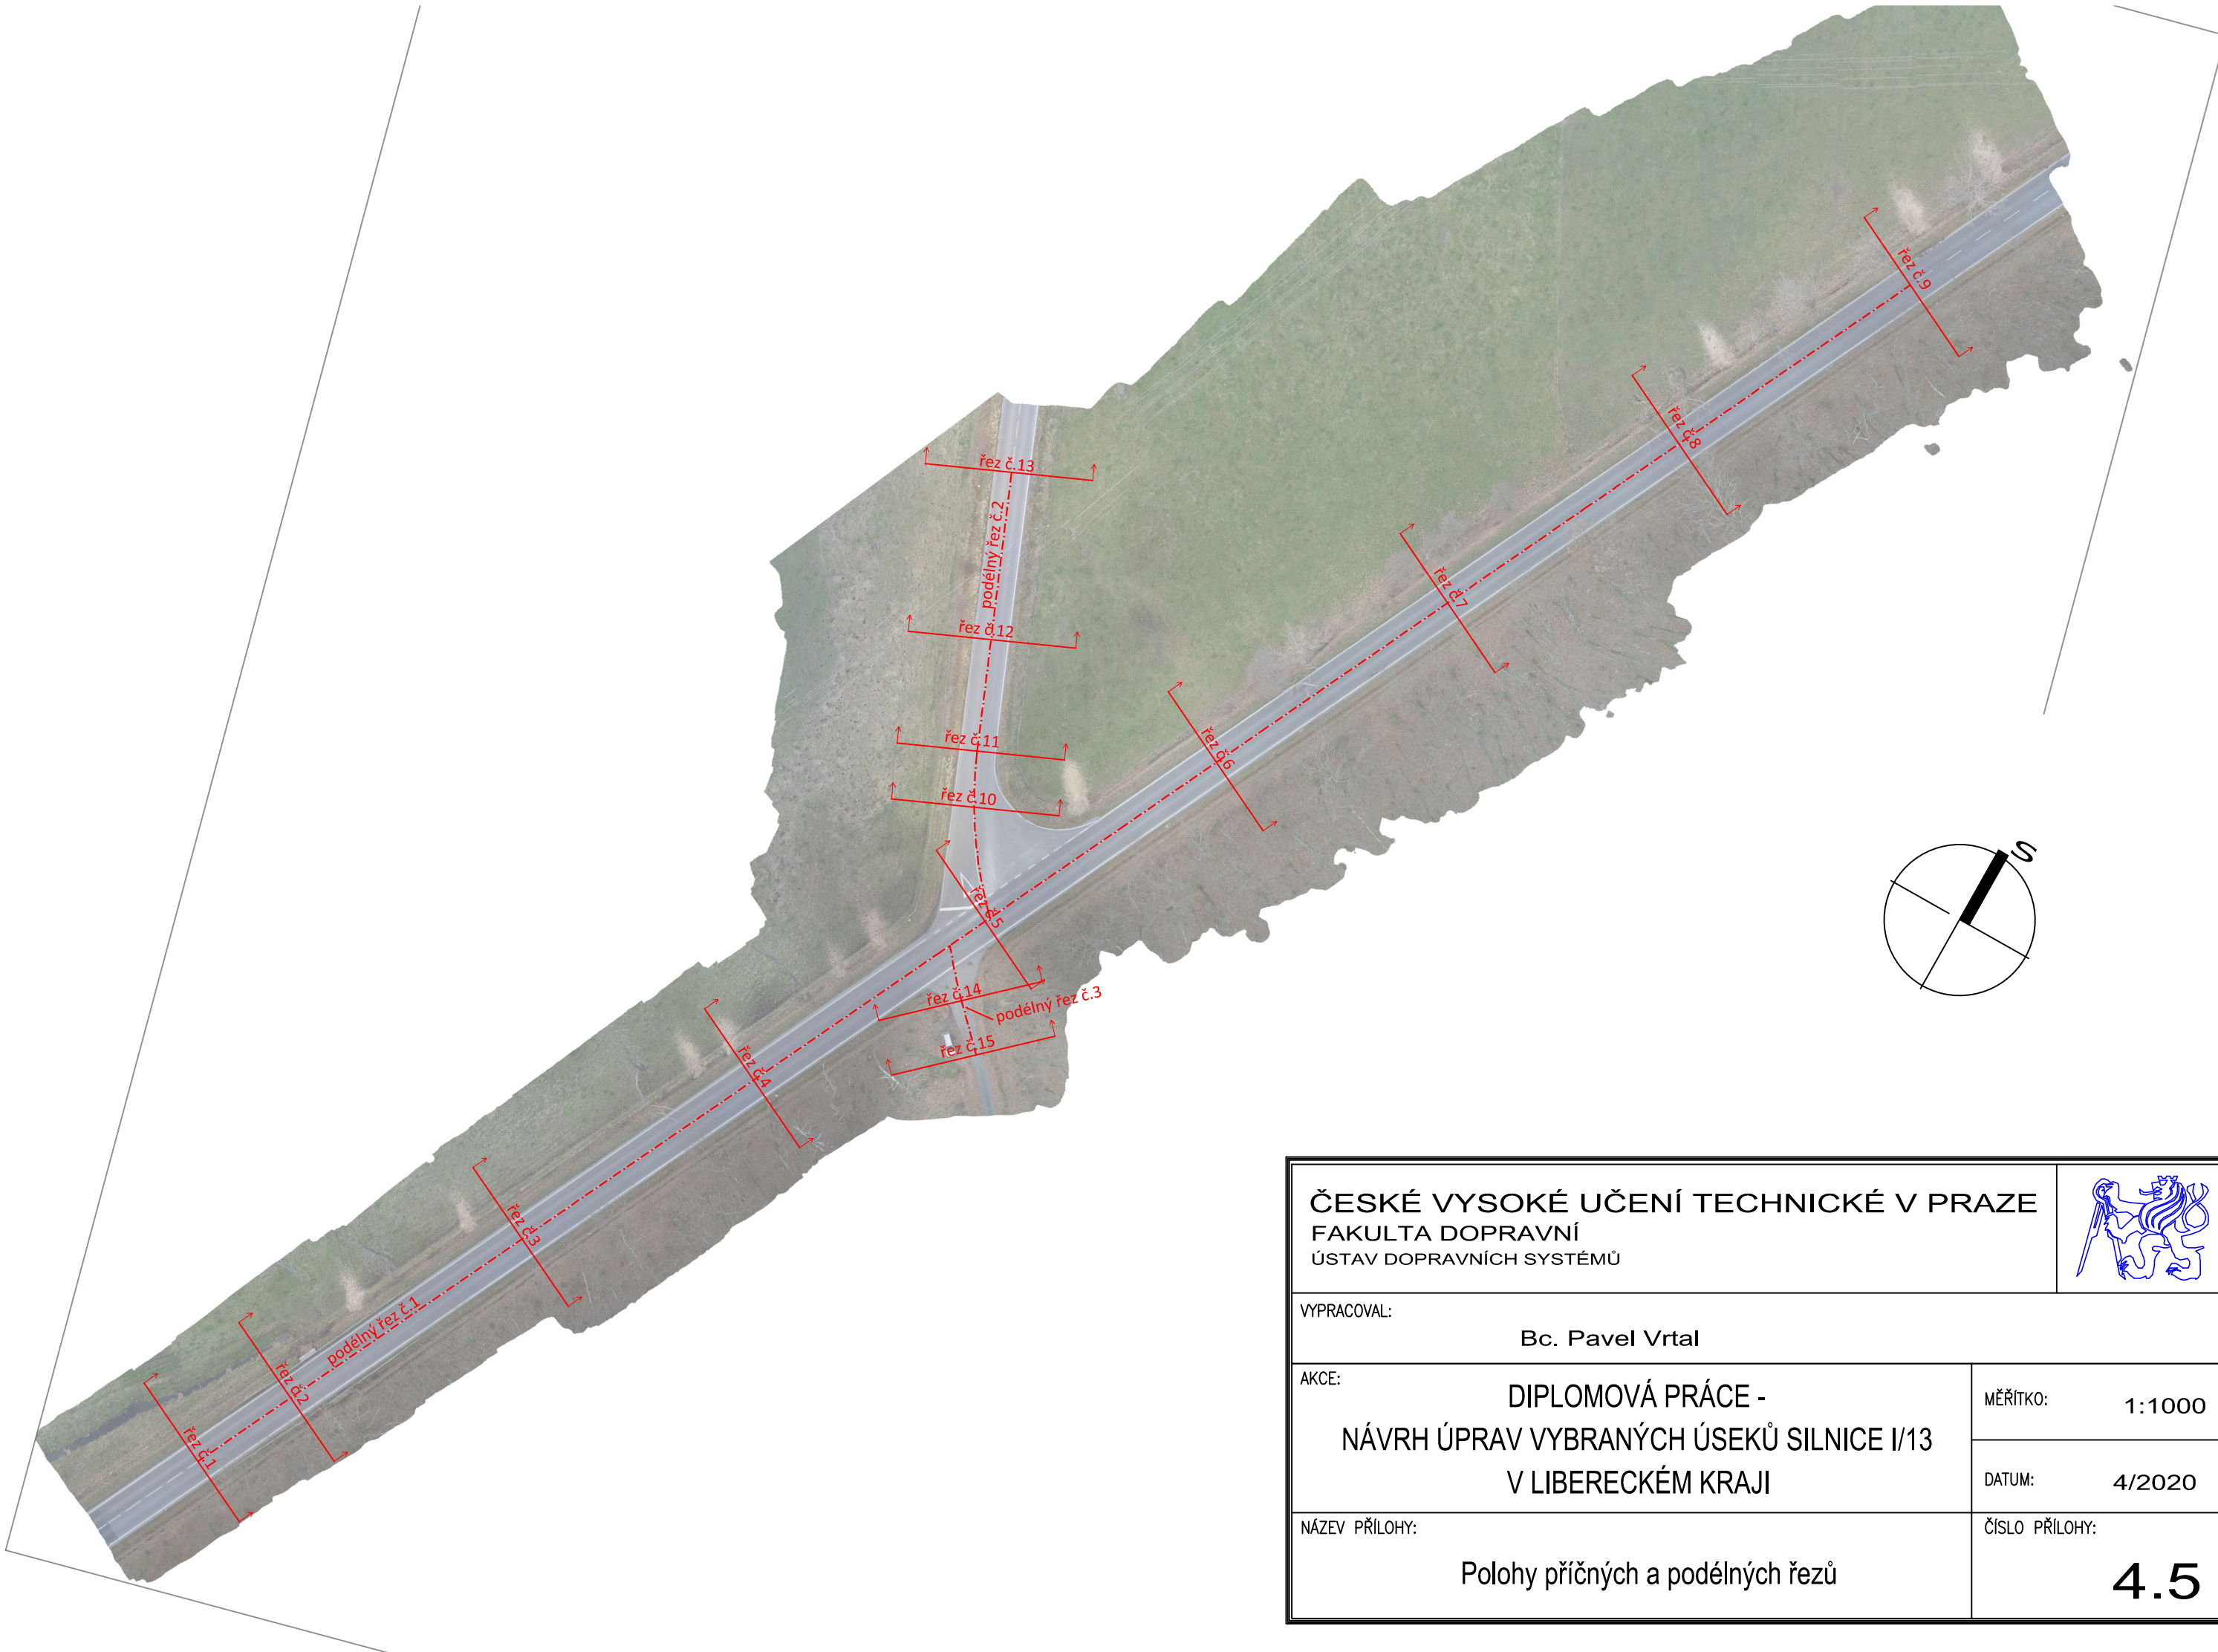 řez č.9
řez č.8
řez č.13
podélný řez č.2
řez č.7
řez č.12
řez č.11
řez č.6
řez č.10
S
řez č.5
řez č.14
podélný řez č.3
řez č.15
řez č.4
řez č.3
podélný řez č.1
řez č.2
řez č.1
ČESKÉ VYSOKÉ UČENÍ TECHNICKÉ V PRAZE
FAKULTA DOPRAVNÍ
ÚSTAV DOPRAVNÍCH SYSTÉMŮ
VYPRACOVAL:
Bc. Pavel Vrtal
AKCE:
DIPLOMOVÁ PRÁCE -
NÁVRH ÚPRAV VYBRANÝCH ÚSEKŮ SILNICE I/13
V LIBERECKÉM KRAJI
MĚŘÍTKO: 1:1000
DATUM: 4/2020
NÁZEV PŘÍLOHY:
Polohy příčných a podélných řezů
ČÍSLO PŘÍLOHY:
4.5